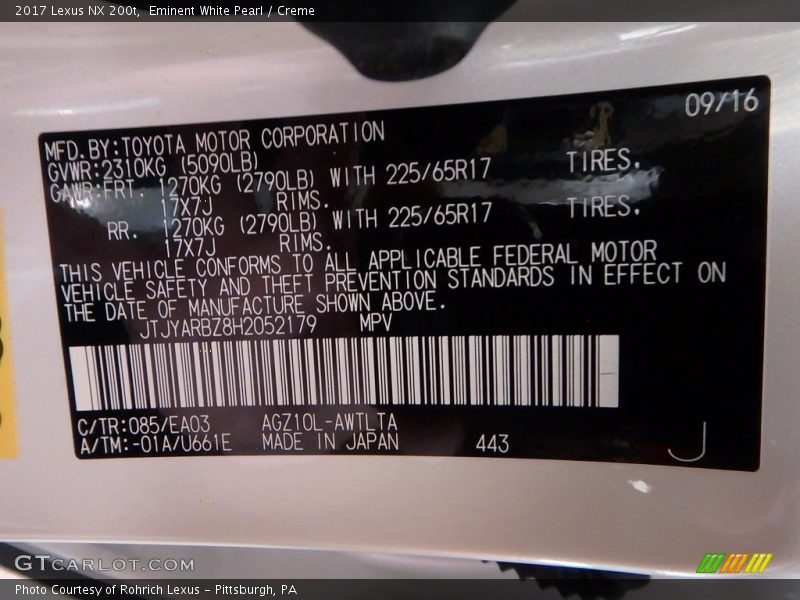 2017 Lexus NX 200t,  Eminent White Pearl / Creme
09/16
MFD.BY:TOYOTA MOTOR CORPORATION
GVWR:2310KG (5090LB)
GAWR:FRT. 1270KG (2790LB) WITH 225/65R17 TIRES.
17X7J RIMS.
RR. 1270KG (2790LB) WITH 225/65R17 TIRES.
17X7J RIMS.
THIS VEHICLE CONFORMS TO ALL APPLICABLE FEDERAL MOTOR
VEHICLE SAFETY AND THEFT PREVENTION STANDARDS IN EFFECT ON
THE DATE OF MANUFACTURE SHOWN ABOVE.
JTJYARBZ8H2052179 MPV
C/TR:085/EA03 AGZ10L-AWTLTA
A/TM:-01A/U661E MADE IN JAPAN 443 J
GTCARLOT.COM
Photo Courtesy of Rohrich Lexus – Pittsburgh, PA